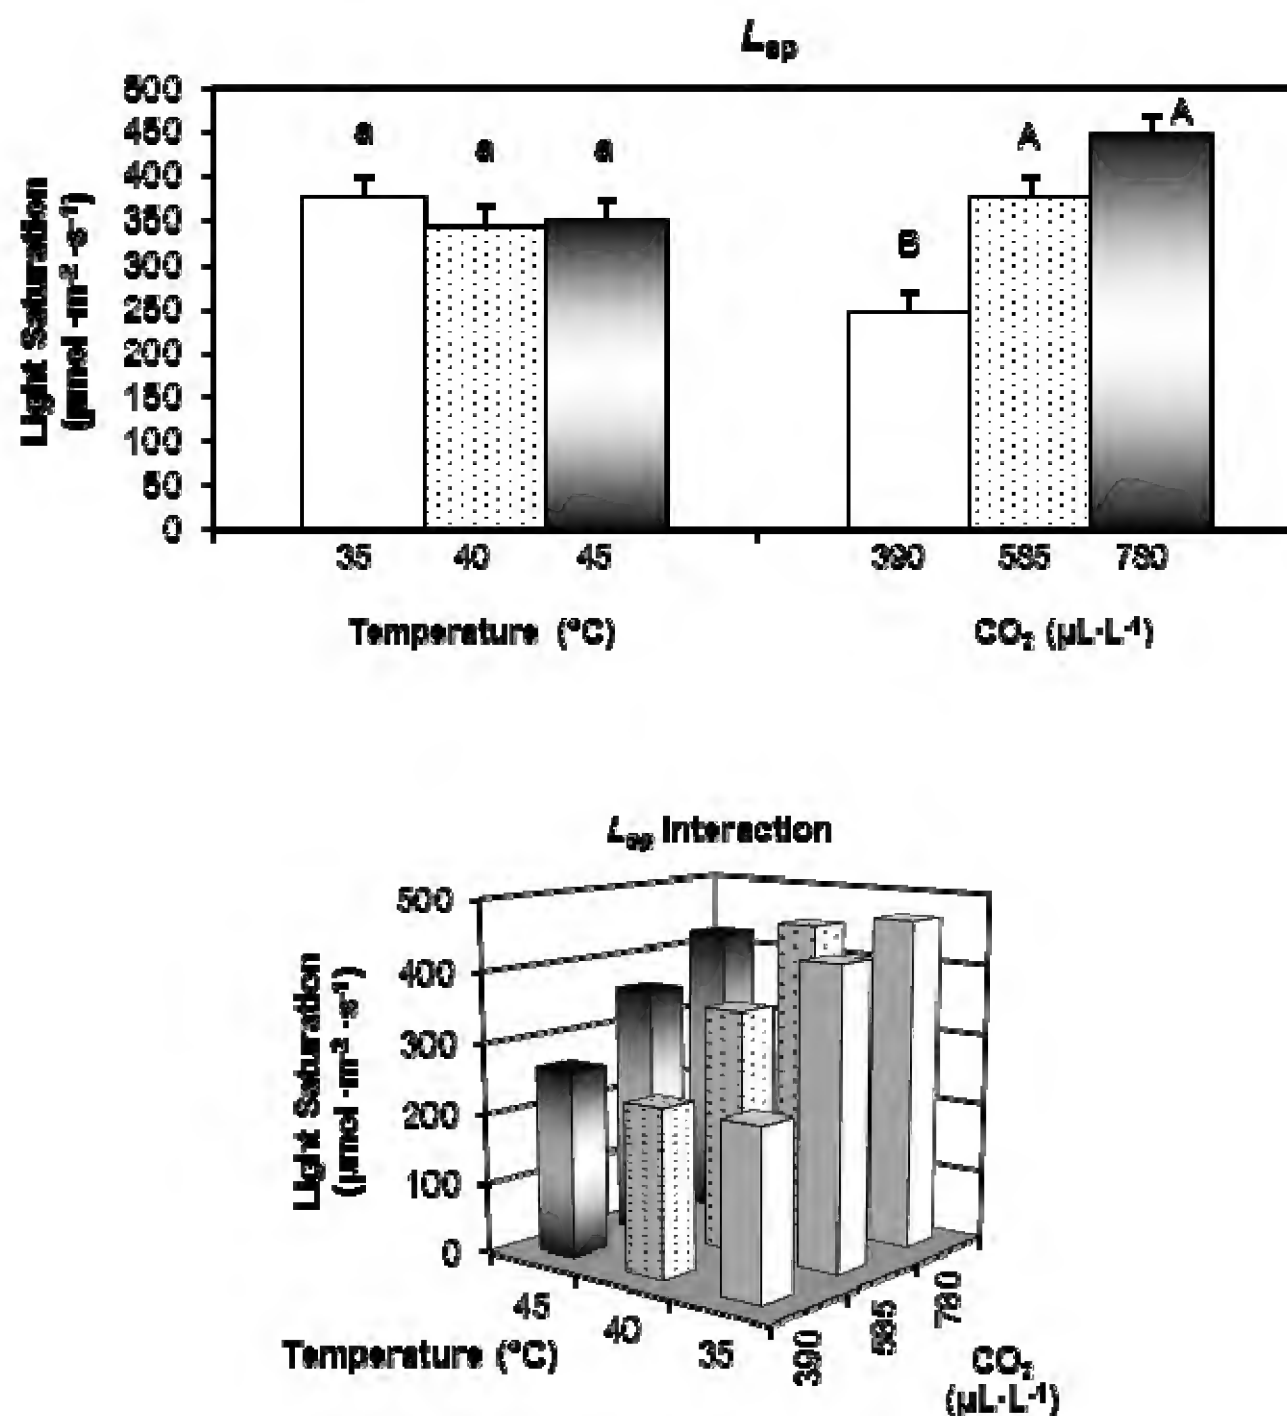 Lsp
500
450
400
350
300
250
200
150
100
50
0
Light Saturation
(µmol ·m⁻² ·s⁻¹)
a
a
a
B
A
A
35
40
45
390
585
780
Temperature (°C)
CO₂ (µL·L⁻¹)
Lsp Interaction
500
400
300
200
100
0
Light Saturation
(µmol ·m⁻² ·s⁻¹)
45
40
35
390
585
780
Temperature (°C)
CO₂
(µL·L⁻¹)